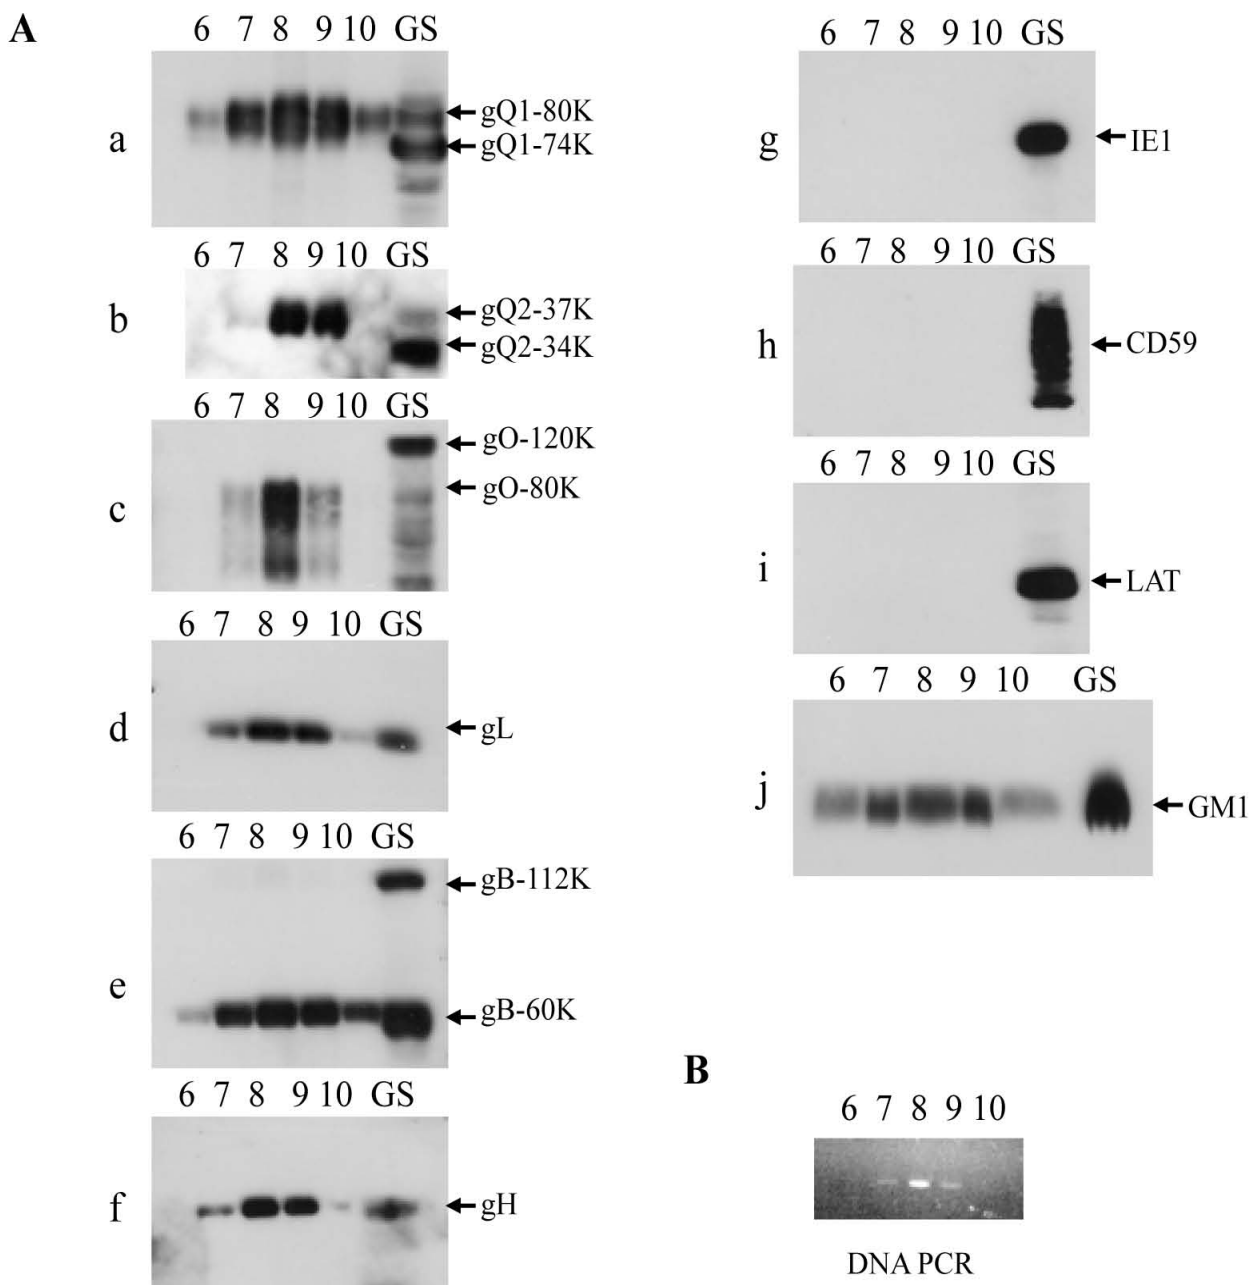 A
6 7 8 9 10 GS
a
gQ1-80K
gQ1-74K
6 7 8 9 10 GS
b
gQ2-37K
gQ2-34K
6 7 8 9 10 GS
c
gO-120K
gO-80K
6 7 8 9 10 GS
d
gL
6 7 8 9 10 GS
e
gB-112K
gB-60K
6 7 8 9 10 GS
f
gH
6 7 8 9 10 GS
g
IE1
6 7 8 9 10 GS
h
CD59
6 7 8 9 10 GS
i
LAT
6 7 8 9 10 GS
j
GM1
B
6 7 8 9 10
DNA PCR